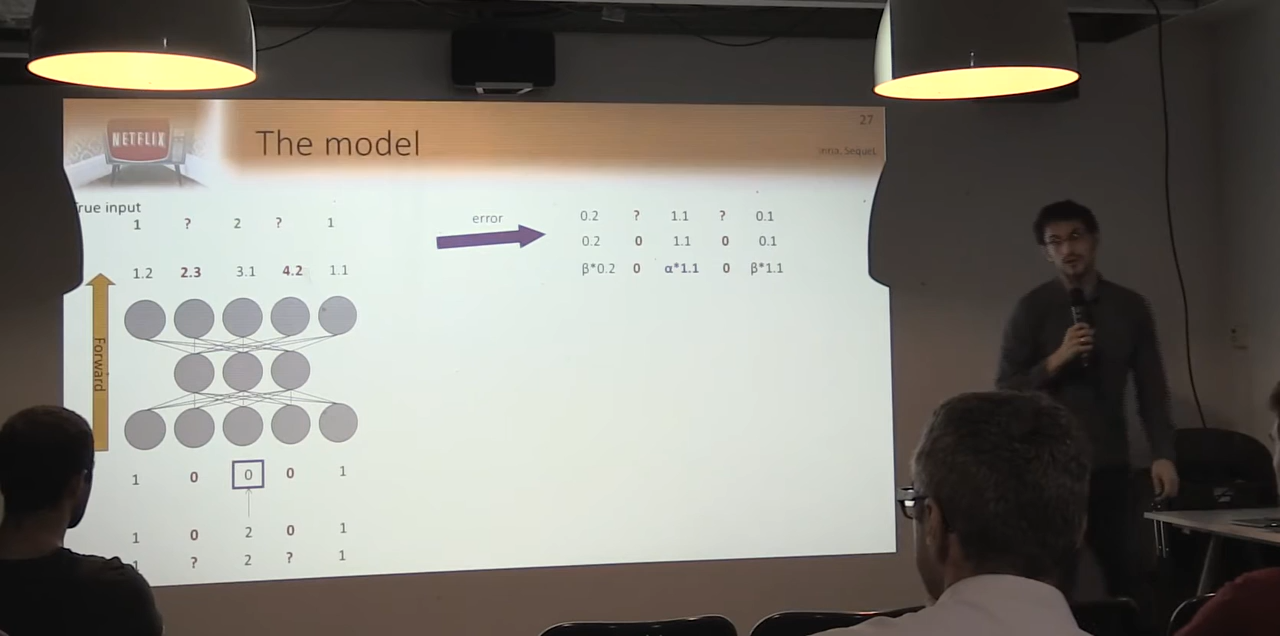 27
NETFLIX
The model
Inria, SequeL
True input
1 ? 2 ? 1
error
0.2 ? 1.1 ? 0.1
0.2 0 1.1 0 0.1
1.2 2.3 3.1 4.2 1.1
β*0.2 0 α*1.1 0 β*1.1
Forward
1 0 0 0 1
1 0 2 0 1
1 ? 2 ? 1